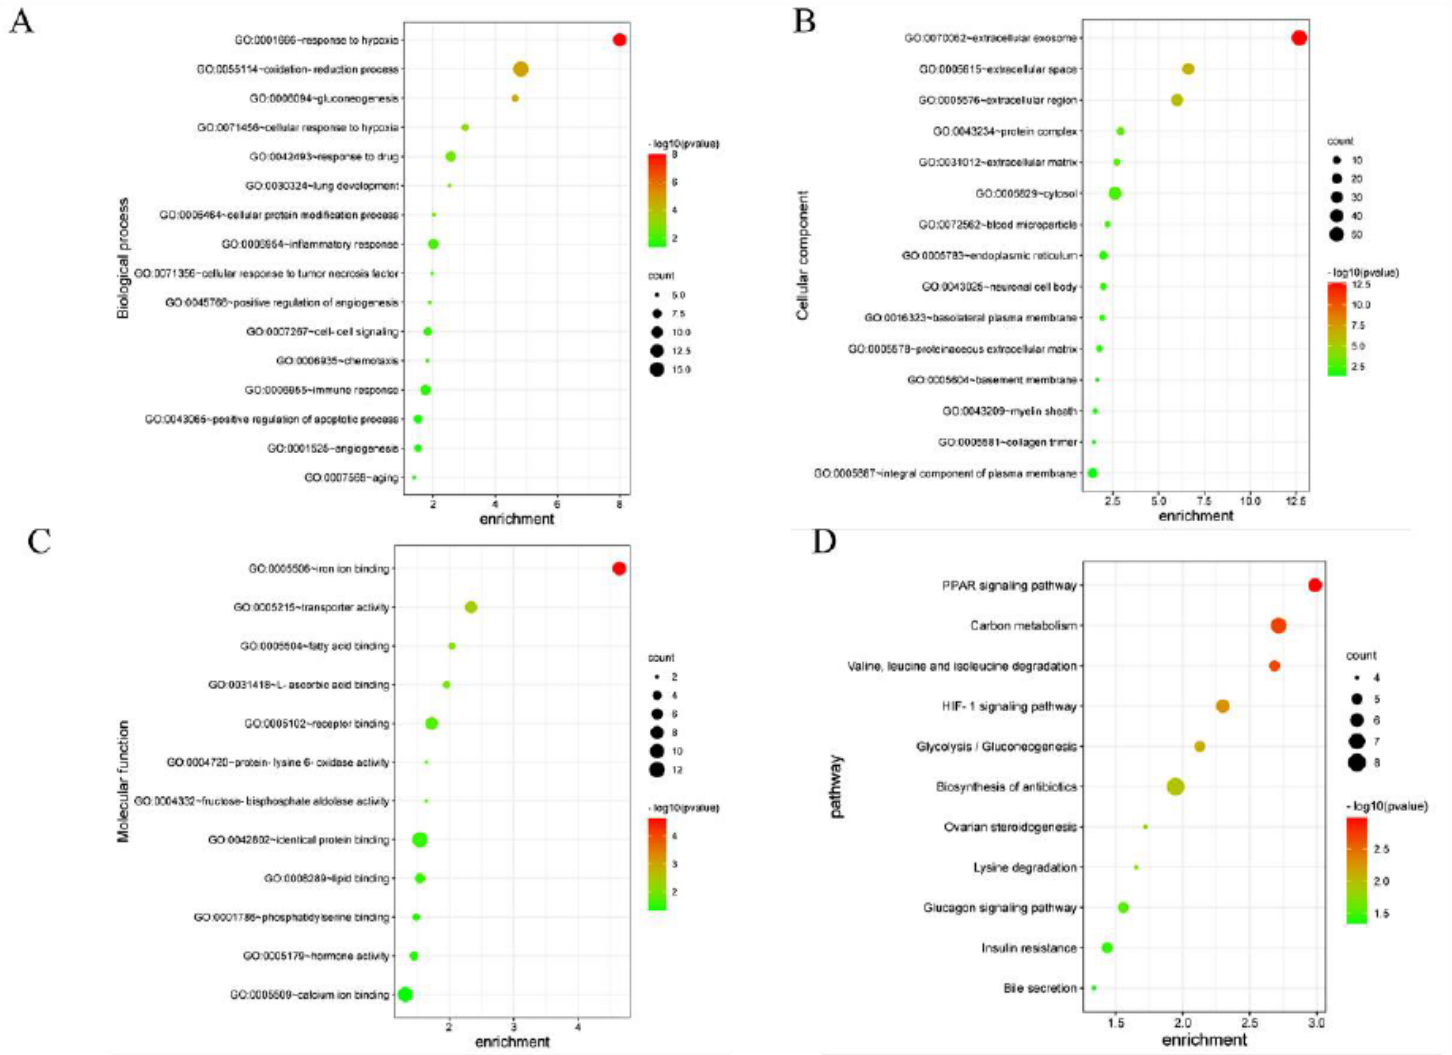 A
Biological process
GO:0001666~response to hypoxia
GO:0055114~oxidation- reduction process
GO:0006094~gluconeogenesis
GO:0071456~cellular response to hypoxia
GO:0042493~response to drug
GO:0030324~lung development
GO:0006464~cellular protein modification process
GO:0006954~inflammatory response
GO:0071356~cellular response to tumor necrosis factor
GO:0045766~positive regulation of angiogenesis
GO:0007267~cell- cell signaling
GO:0006935~chemotaxis
GO:0006955~immune response
GO:0043065~positive regulation of apoptotic process
GO:0001525~angiogenesis
GO:0007568~aging
2 4 6 8
enrichment
- log10(pvalue)
8
6
4
2
count
5.0
7.5
10.0
12.5
15.0
B
Cellular component
GO:0070062~extracellular exosome
GO:0005615~extracellular space
GO:0005576~extracellular region
GO:0043234~protein complex
GO:0031012~extracellular matrix
GO:0005829~cytosol
GO:0072562~blood microparticle
GO:0005783~endoplasmic reticulum
GO:0043025~neuronal cell body
GO:0016323~basolateral plasma membrane
GO:0005578~proteinaceous extracellular matrix
GO:0005604~basement membrane
GO:0043209~myelin sheath
GO:0005581~collagen trimer
GO:0005887~integral component of plasma membrane
2.5 5.0 7.5 10.0 12.5
enrichment
count
10
20
30
40
50
- log10(pvalue)
12.5
10.0
7.5
5.0
2.5
C
Molecular function
GO:0005506~iron ion binding
GO:0005215~transporter activity
GO:0005504~fatty acid binding
GO:0031418~L- ascorbic acid binding
GO:0005102~receptor binding
GO:0004720~protein- lysine 6- oxidase activity
GO:0004332~fructose- bisphosphate aldolase activity
GO:0042802~identical protein binding
GO:0008289~lipid binding
GO:0001786~phosphatidylserine binding
GO:0005179~hormone activity
GO:0005509~calcium ion binding
2 3 4
enrichment
count
2
4
6
8
10
12
- log10(pvalue)
4
3
2
D
pathway
PPAR signaling pathway
Carbon metabolism
Valine, leucine and isoleucine degradation
HIF- 1 signaling pathway
Glycolysis / Gluconeogenesis
Biosynthesis of antibiotics
Ovarian steroidogenesis
Lysine degradation
Glucagon signaling pathway
Insulin resistance
Bile secretion
1.5 2.0 2.5 3.0
enrichment
count
4
5
6
7
8
- log10(pvalue)
2.5
2.0
1.5